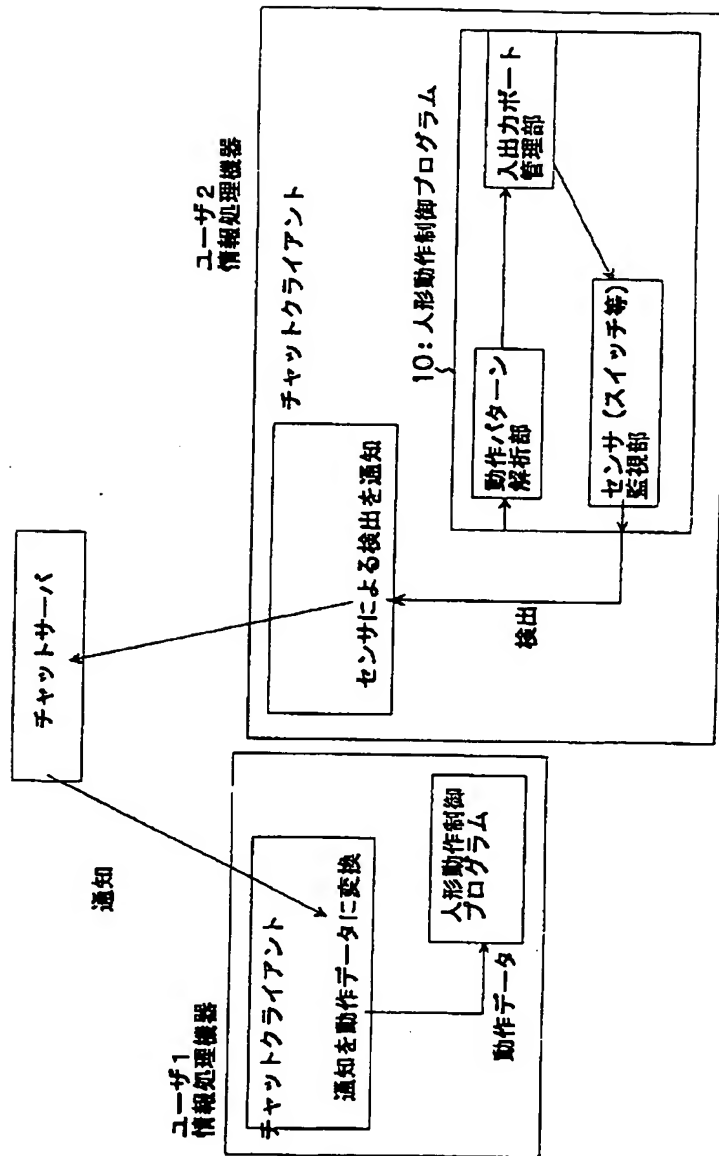 チャットサーバ
通知
ユーザ1
情報処理機器
チャットクライアント
通知を動作データに変換
動作データ
人形動作制御
プログラム
ユーザ2
情報処理機器
チャットクライアント
センサによる検出を通知
検出
10:人形動作制御プログラム
動作パターン
解析部
入出力ポート
管理部
センサ(スイッチ等)
監視部